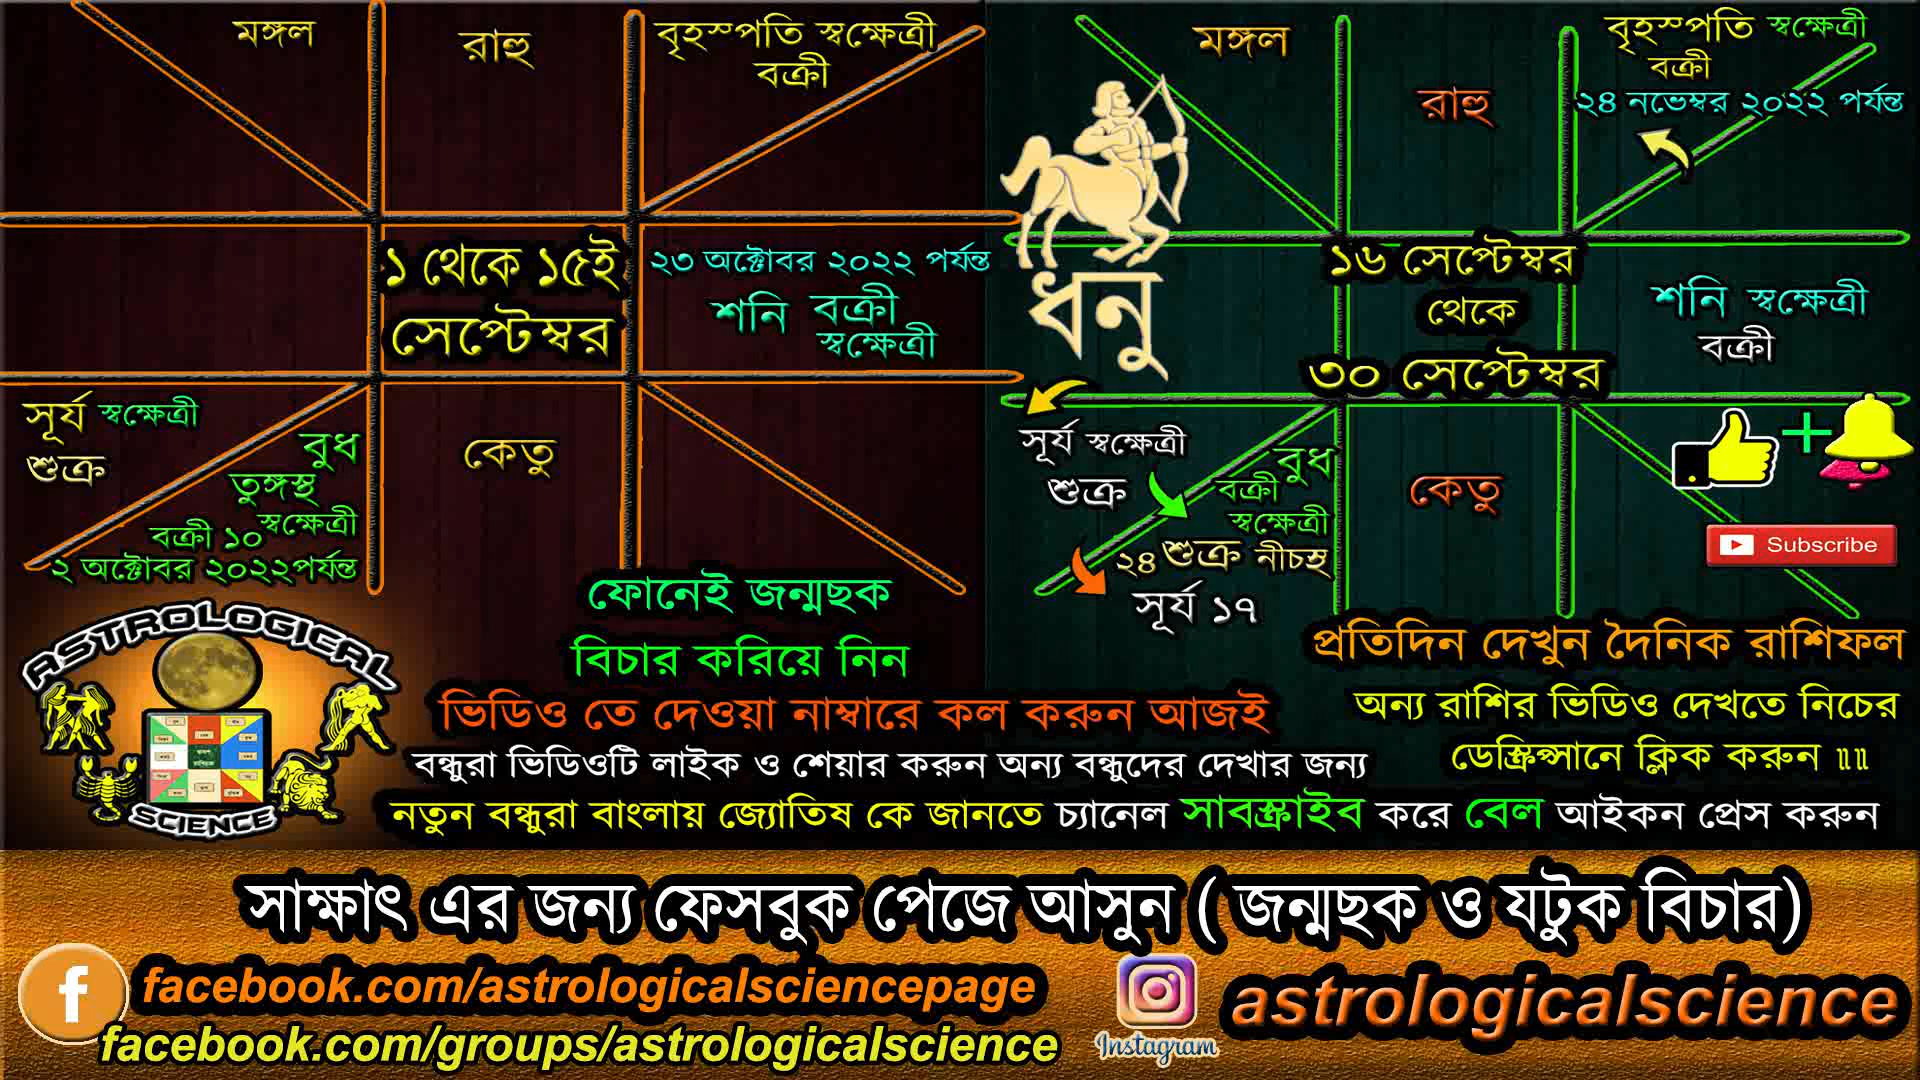 মঙ্গল
রাহু
বৃহস্পতি স্বক্ষেত্রী
বক্রী
১ থেকে ১৫ই
সেপ্টেম্বর
২৩ অক্টোবর ২০২২ পর্যন্ত
শনি বক্রী
স্বক্ষেত্রী
সূর্য স্বক্ষেত্রী
শুক্র
বুধ
তুঙ্গস্থ
স্বক্ষেত্রী
বক্রী ১০
২ অক্টোবর ২০২২পর্যন্ত
কেতু
মঙ্গল
রাহু
বৃহস্পতি স্বক্ষেত্রী
বক্রী
২৪ নভেম্বর ২০২২ পর্যন্ত
ধনু
১৬ সেপ্টেম্বর
থেকে
৩০ সেপ্টেম্বর
শনি স্বক্ষেত্রী
বক্রী
সূর্য স্বক্ষেত্রী
শুক্র
বুধ
বক্রী
স্বক্ষেত্রী
২৪ শুক্র নীচস্থ
সূর্য ১৭
কেতু
Subscribe
ASTROLOGICAL
SCIENCE
ফোনেই জন্মছক
বিচার করিয়ে নিন
ভিডিও তে দেওয়া নাম্বারে কল করুন আজই
প্রতিদিন দেখুন দৈনিক রাশিফল
অন্য রাশির ভিডিও দেখতে নিচের
ডেস্ক্রিপ্সানে ক্লিক করুন
বন্ধুরা ভিডিওটি লাইক ও শেয়ার করুন অন্য বন্ধুদের দেখার জন্য
নতুন বন্ধুরা বাংলায় জ্যোতিষ কে জানতে চ্যানেল সাবস্ক্রাইব করে বেল আইকন প্রেস করুন
সাক্ষাৎ এর জন্য ফেসবুক পেজে আসুন ( জন্মছক ও যটুক বিচার)
facebook.com/astrologicalsciencepage
facebook.com/groups/astrologicalscience
Instagram
astrologicalscience